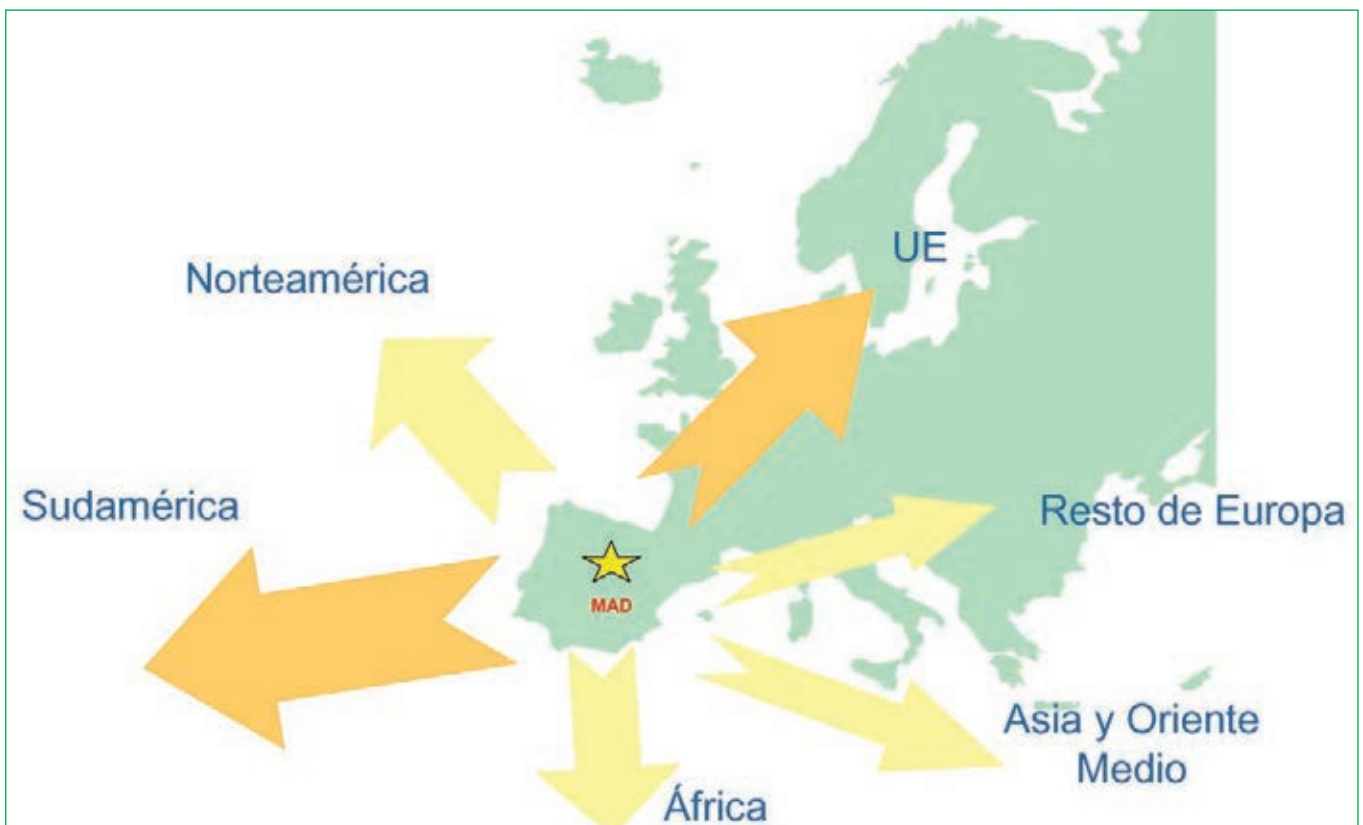 UE
Norteamérica
Sudamérica
Resto de Europa
MAD
Asia y Oriente
Medio
África